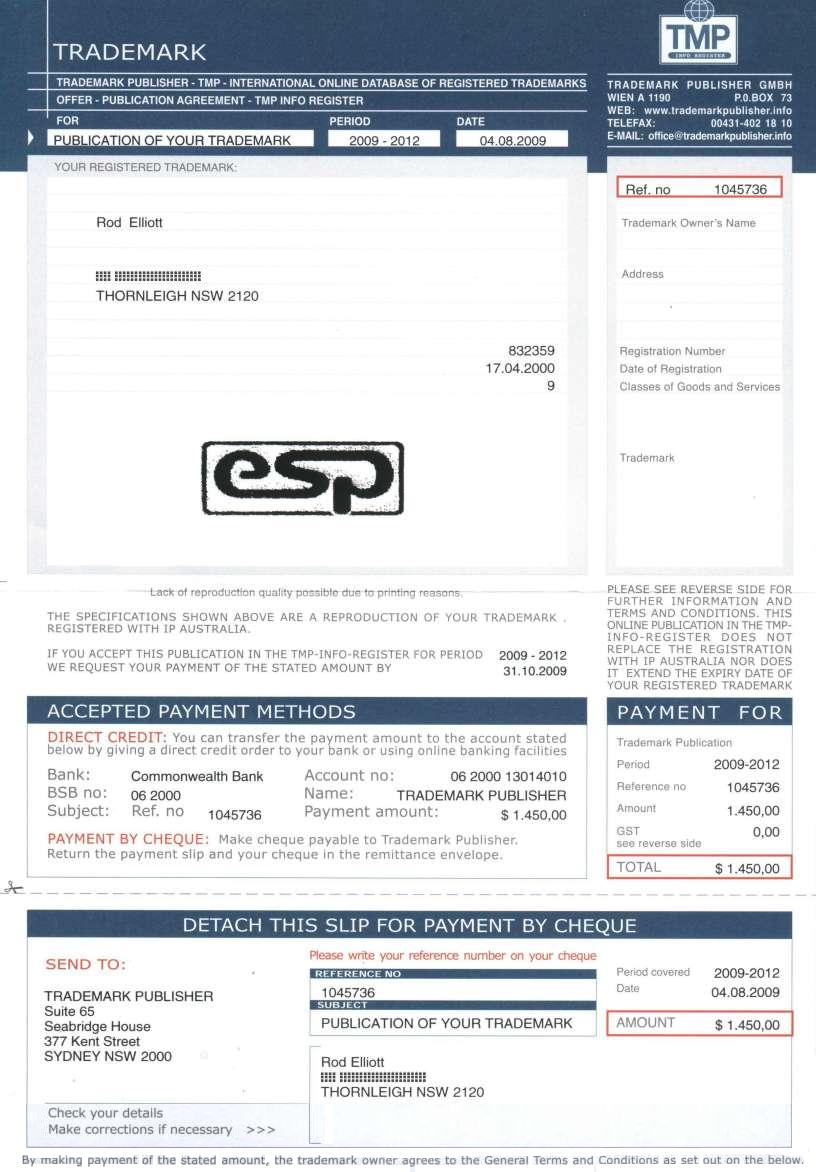 TRADEMARK
TRADEMARK PUBLISHER - TMP - INTERNATIONAL ONLINE DATABASE OF REGISTERED TRADEMARKS
OFFER - PUBLICATION AGREEMENT - TMP INFO REGISTER
FOR PERIOD DATE
PUBLICATION OF YOUR TRADEMARK 2009 - 2012 04.08.2009
TMP
INFO REGISTER
TRADEMARK PUBLISHER GMBH
WIEN A 1190 P.O.BOX 73
WEB: www.trademarkpublisher.info
TELEFAX: 00431-402 18 10
E-MAIL: office@trademarkpublisher.info
YOUR REGISTERED TRADEMARK:
Ref. no 1045736
Rod Elliott Trademark Owner's Name
Address
THORNLEIGH NSW 2120
832359 Registration Number
17.04.2000 Date of Registration
9 Classes of Goods and Services
esp Trademark
Lack of reproduction quality possible due to printing reasons.
THE SPECIFICATIONS SHOWN ABOVE ARE A REPRODUCTION OF YOUR TRADEMARK .
REGISTERED WITH IP AUSTRALIA.
IF YOU ACCEPT THIS PUBLICATION IN THE TMP-INFO-REGISTER FOR PERIOD 2009 - 2012
WE REQUEST YOUR PAYMENT OF THE STATED AMOUNT BY 31.10.2009
PLEASE SEE REVERSE SIDE FOR
FURTHER INFORMATION AND
TERMS AND CONDITIONS. THIS
ONLINE PUBLICATION IN THE TMP-
INFO-REGISTER DOES NOT
REPLACE THE REGISTRATION
WITH IP AUSTRALIA NOR DOES
IT EXTEND THE EXPIRY DATE OF
YOUR REGISTERED TRADEMARK
ACCEPTED PAYMENT METHODS
DIRECT CREDIT: You can transfer the payment amount to the account stated
below by giving a direct credit order to your bank or using online banking facilities
Bank: Commonwealth Bank Account no: 06 2000 13014010
BSB no: 06 2000 Name: TRADEMARK PUBLISHER
Subject: Ref. no 1045736 Payment amount: $ 1.450,00
PAYMENT BY CHEQUE: Make cheque payable to Trademark Publisher.
Return the payment slip and your cheque in the remittance envelope.
PAYMENT FOR
Trademark Publication
Period 2009-2012
Reference no 1045736
Amount 1.450,00
GST 0,00
see reverse side
TOTAL $ 1.450,00
DETACH THIS SLIP FOR PAYMENT BY CHEQUE
SEND TO:
TRADEMARK PUBLISHER
Suite 65
Seabridge House
377 Kent Street
SYDNEY NSW 2000
Check your details
Make corrections if necessary >>>
Please write your reference number on your cheque
REFERENCE NO
1045736
SUBJECT
PUBLICATION OF YOUR TRADEMARK
Rod Elliott
THORNLEIGH NSW 2120
Period covered 2009-2012
Date 04.08.2009
AMOUNT $ 1.450,00
By making payment of the stated amount, the trademark owner agrees to the General Terms and Conditions as set out on the below.